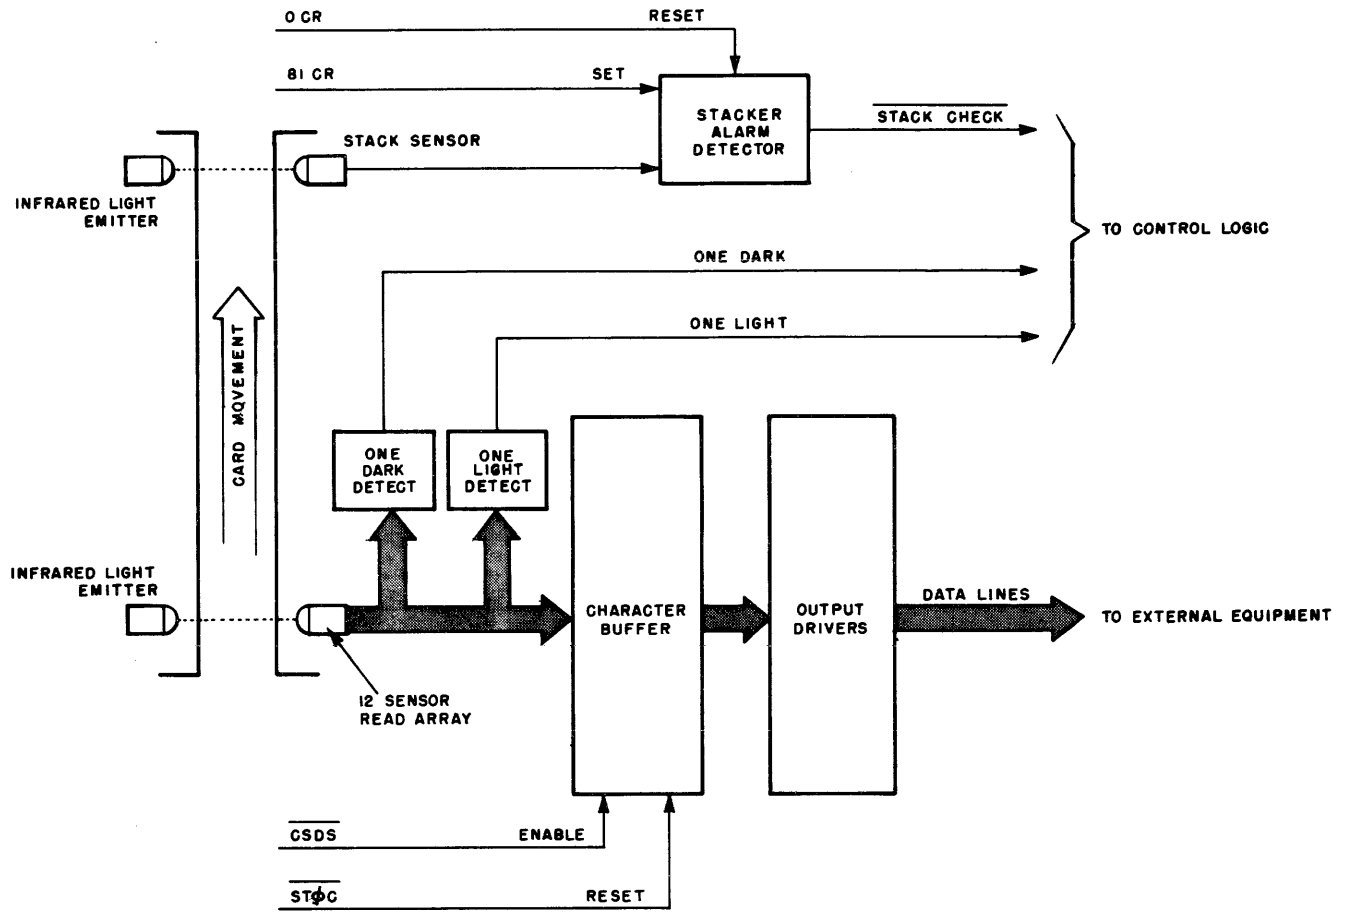 0 CR
RESET
81 CR
SET
STACKER
ALARM
DETECTOR
STACK CHECK
STACK SENSOR
INFRARED LIGHT
EMITTER
TO CONTROL LOGIC
ONE DARK
ONE LIGHT
CARD MOVEMENT
ONE
DARK
DETECT
ONE
LIGHT
DETECT
INFRARED LIGHT
EMITTER
CHARACTER
BUFFER
OUTPUT
DRIVERS
DATA LINES
TO EXTERNAL EQUIPMENT
12 SENSOR
READ ARRAY
CSDS
ENABLE
STϕC
RESET